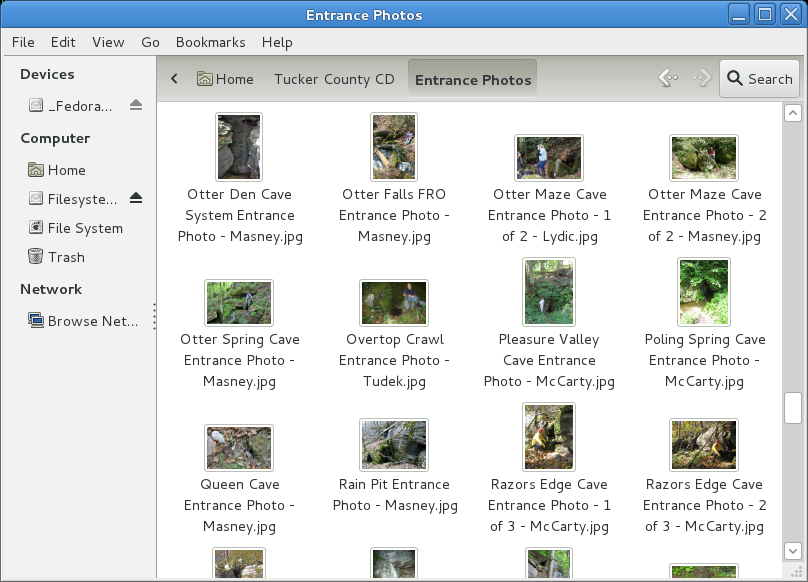 Entrance Photos
File Edit View Go Bookmarks Help
Devices
_Fedora...
Computer
Home
Filesyste...
File System
Trash
Network
Browse Net...
Home Tucker County CD Entrance Photos Search
Otter Den Cave
System Entrance
Photo - Masney.jpg
Otter Falls FRO
Entrance Photo -
Masney.jpg
Otter Maze Cave
Entrance Photo - 1
of 2 - Lydic.jpg
Otter Maze Cave
Entrance Photo - 2
of 2 - Masney.jpg
Otter Spring Cave
Entrance Photo -
Masney.jpg
Overtop Crawl
Entrance Photo -
Tudek.jpg
Pleasure Valley
Cave Entrance
Photo - McCarty.jpg
Poling Spring Cave
Entrance Photo -
McCarty.jpg
Queen Cave
Entrance Photo -
Masney.jpg
Rain Pit Entrance
Photo - Masney.jpg
Razors Edge Cave
Entrance Photo - 1
of 3 - McCarty.jpg
Razors Edge Cave
Entrance Photo - 2
of 3 - McCarty.jpg